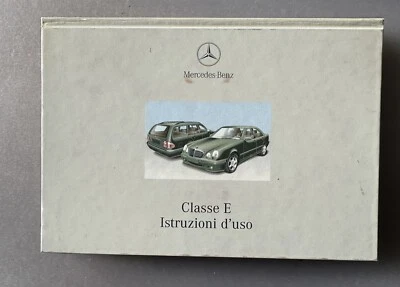 Mercedes Benz
Classe E
Istruzioni d'uso